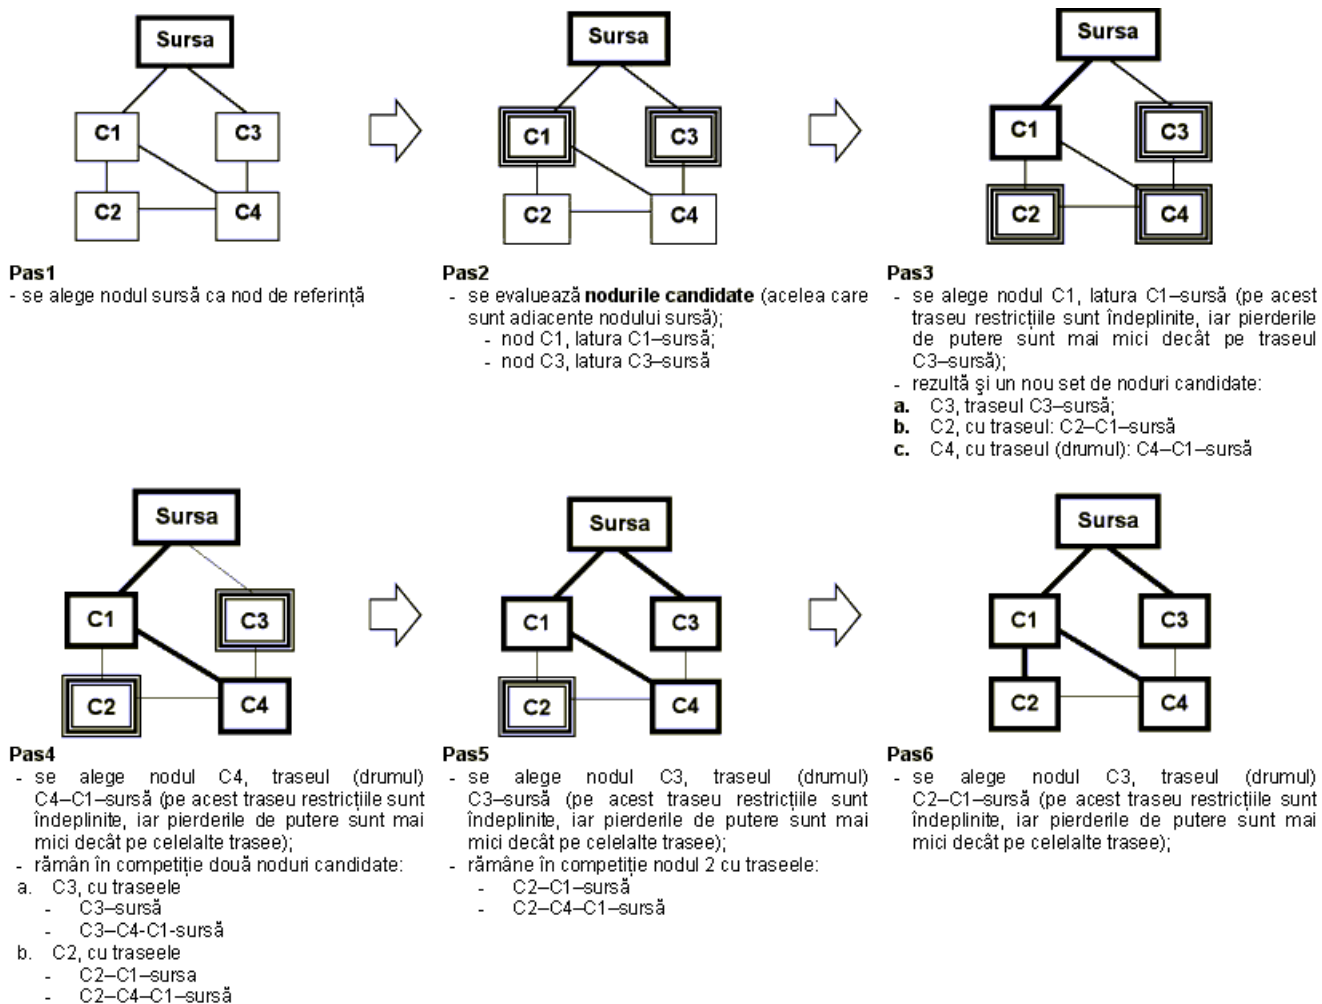 Sursa
C1
C3
C2
C4
Pas1
- se alege nodul sursă ca nod de referință
Sursa
C1
C3
C2
C4
Pas2
- se evaluează nodurile candidate (acelea care
sunt adiacente nodului sursă);
- nod C1, latura C1–sursă;
- nod C3, latura C3–sursă
Sursa
C1
C3
C2
C4
Pas3
- se alege nodul C1, latura C1–sursă (pe acest
traseu restricțiile sunt îndeplinite, iar pierderile
de putere sunt mai mici decât pe traseul
C3–sursă);
- rezultă şi un nou set de noduri candidate:
a. C3, traseul C3–sursă;
b. C2, cu traseul: C2–C1–sursă
c. C4, cu traseul (drumul): C4–C1–sursă
Sursa
C1
C3
C2
C4
Pas4
- se alege nodul C4, traseul (drumul)
C4–C1–sursă (pe acest traseu restricțiile sunt
îndeplinite, iar pierderile de putere sunt mai
mici decât pe celelalte trasee);
- rămân în competiție două noduri candidate:
a. C3, cu traseele
- C3–sursă
- C3–C4-C1-sursă
b. C2, cu traseele
- C2–C1–sursa
- C2–C4–C1–sursă
Sursa
C1
C3
C2
C4
Pas5
- se alege nodul C3, traseul (drumul)
C3–sursă (pe acest traseu restricțiile sunt
îndeplinite, iar pierderile de putere sunt mai
mici decât pe celelalte trasee);
- rămâne în competiție nodul 2 cu traseele:
- C2–C1–sursă
- C2–C4–C1–sursă
Sursa
C1
C3
C2
C4
Pas6
- se alege nodul C3, traseul (drumul)
C2–C1–sursă (pe acest traseu restricțiile sunt
îndeplinite, iar pierderile de putere sunt mai
mici decât pe celelalte trasee);